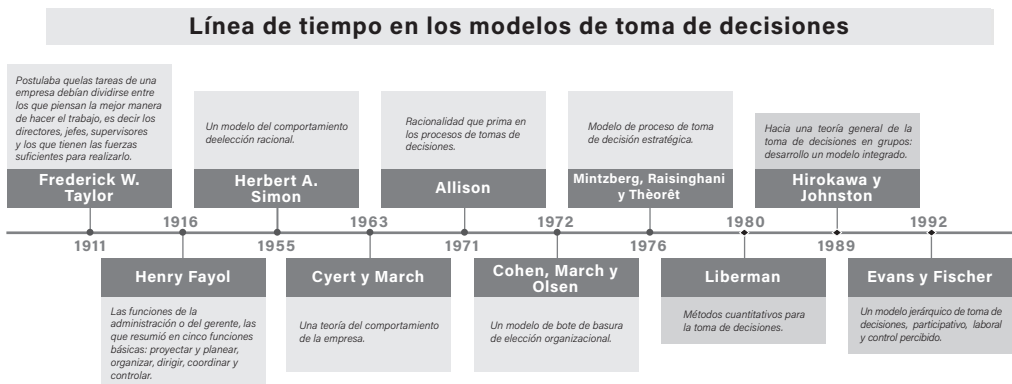 Línea de tiempo en los modelos de toma de decisiones
Postulaba quelas tareas de una
empresa debían dividirse entre
los que piensan la mejor manera
de hacer el trabajo, es decir los
directores, jefes, supervisores
y los que tienen las fuerzas
suficientes para realizarlo.
Frederick W.
Taylor
1911
1916
Henry Fayol
Las funciones de la
administración o del gerente, las
que resumió en cinco funciones
básicas: proyectar y planear,
organizar, dirigir, coordinar y
controlar.
Un modelo del comportamiento
deelección racional.
Herbert A.
Simon
1955
1963
Cyert y March
Una teoría del comportamiento
de la empresa.
Racionalidad que prima en
los procesos de tomas de
decisiones.
Allison
1971
1972
Cohen, March y
Olsen
Un modelo de bote de basura
de elección organizacional.
Modelo de proceso de toma
de decisión estratégica.
Mintzberg, Raisinghani
y Thèorêt
1976
1980
Liberman
Métodos cuantitativos para
la toma de decisiones.
Hacia una teoría general de la
toma de decisiones en grupos:
desarrollo un modelo integrado.
Hirokawa y
Johnston
1989
1992
Evans y Fischer
Un modelo jerárquico de toma de
decisiones, participativo, laboral
y control percibido.